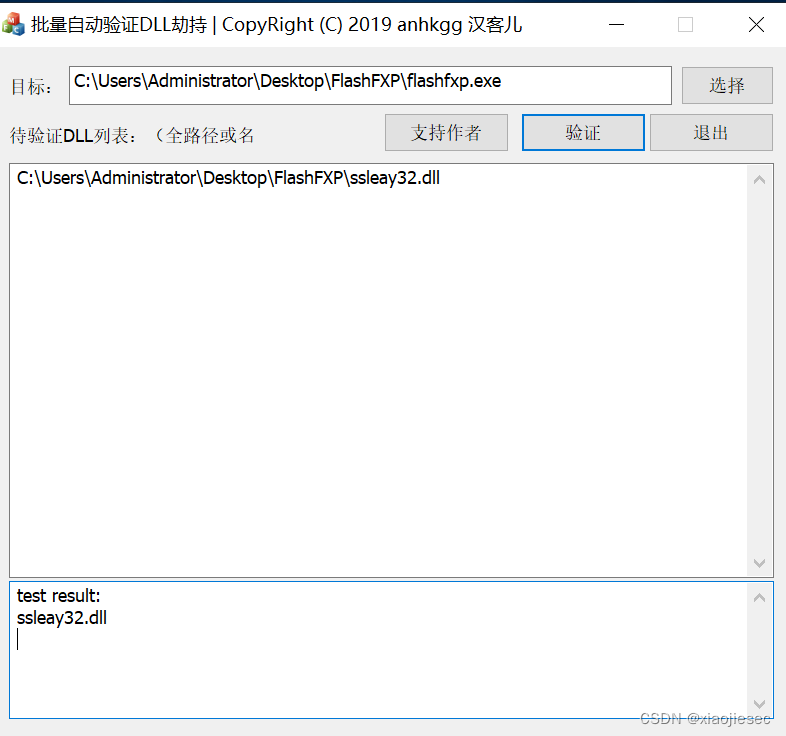 批量自动验证DLL劫持 | CopyRight (C) 2019 anhkgg 汉客儿
目标： C:\Users\Administrator\Desktop\FlashFXP\flashfxp.exe 选择
待验证DLL列表：（全路径或名 支持作者 验证 退出
C:\Users\Administrator\Desktop\FlashFXP\ssleay32.dll
test result:
ssleay32.dll
CSDN @xiaojiesec